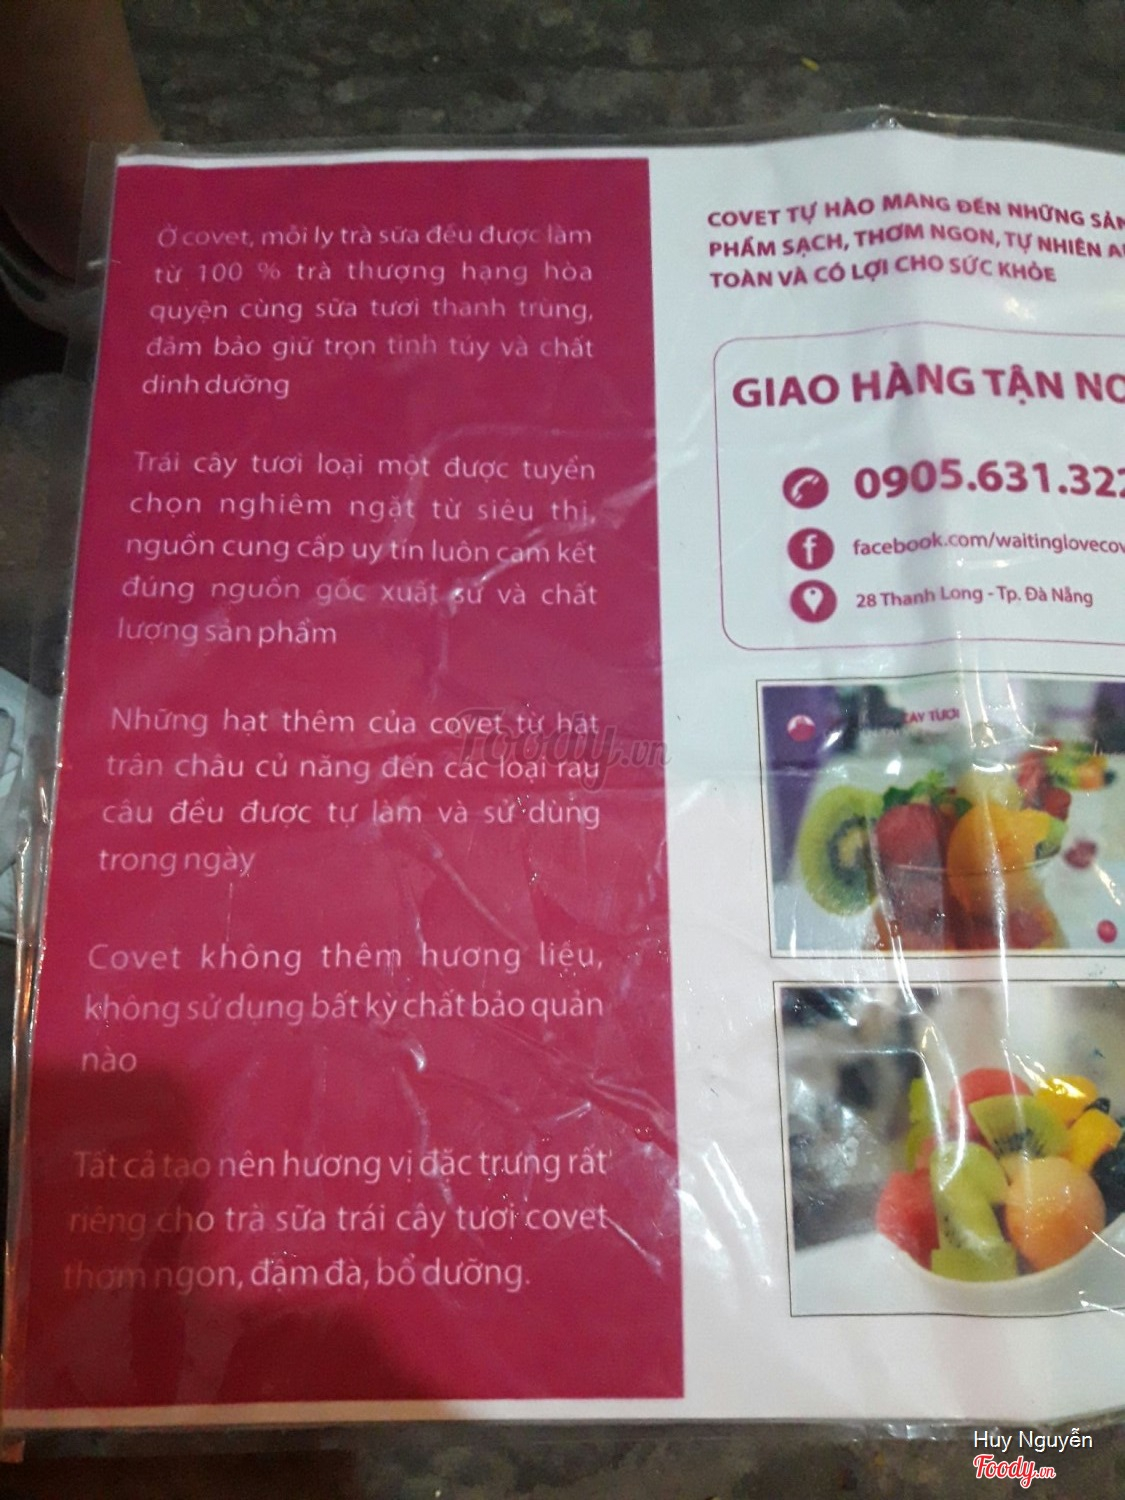 Ở covet, mỗi ly trà sữa đều được làm
từ 100 % trà thượng hạng hòa
quyện cùng sữa tươi thanh trùng,
đảm bảo giữ trọn tinh túy và chất
dinh dưỡng
Trái cây tươi loại một được tuyển
chọn nghiêm ngặt từ siêu thị,
nguồn cung cấp uy tín luôn cam kết
đúng nguồn gốc xuất sứ và chất
lượng sản phẩm
Những hạt thêm của covet từ hạt
trân châu củ năng đến các loại rau
câu đều được tự làm và sử dùng
trong ngày
Covet không thêm hương liệu,
không sử dụng bất kỳ chất bảo quản
nào
Tất cả tạo nên hương vị đặc trưng rất
riêng cho trà sữa trái cây tươi covet
thơm ngon, đậm đà, bổ dưỡng.
COVET TỰ HÀO MANG ĐẾN NHỮNG SẢN
PHẨM SẠCH, THƠM NGON, TỰ NHIÊN
TOÀN VÀ CÓ LỢI CHO SỨC KHỎE
GIAO HÀNG TẬN
0905.631.322
facebook.com/waitinglovecov
28 Thanh Long - Tp. Đà Nẵng
CÂY TƯƠI
Foody.vn
Huy Nguyễn
Foody.vn